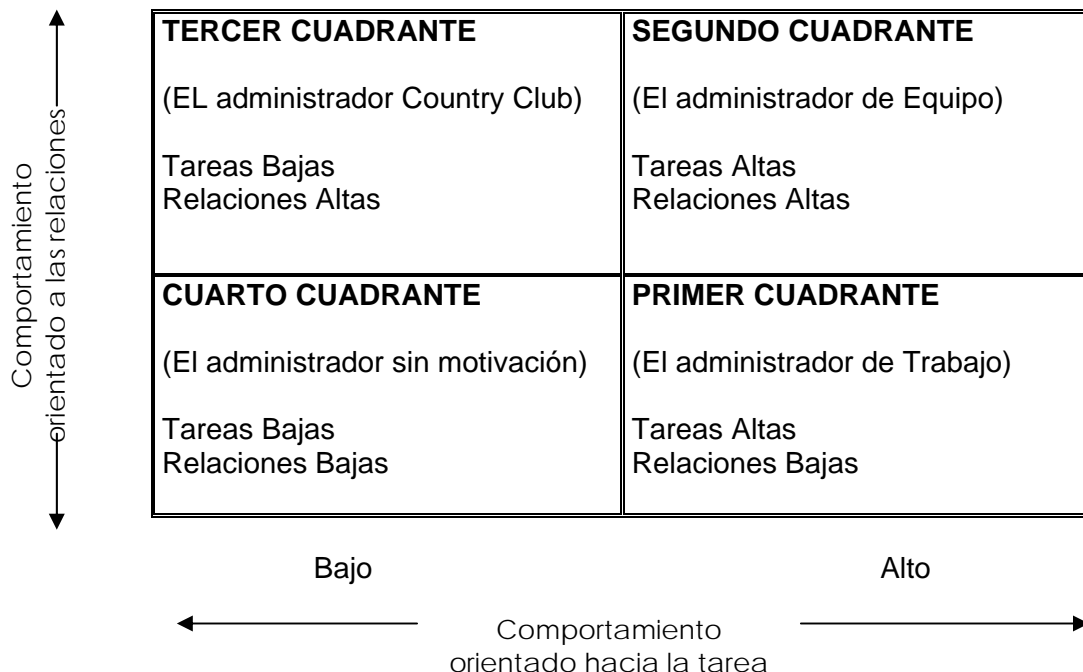 Comportamiento
orientado a las relaciones
TERCER CUADRANTE
(EL administrador Country Club)
Tareas Bajas
Relaciones Altas
SEGUNDO CUADRANTE
(El administrador de Equipo)
Tareas Altas
Relaciones Altas
CUARTO CUADRANTE
(El administrador sin motivación)
Tareas Bajas
Relaciones Bajas
PRIMER CUADRANTE
(El administrador de Trabajo)
Tareas Altas
Relaciones Bajas
Bajo
Alto
Comportamiento
orientado hacia la tarea